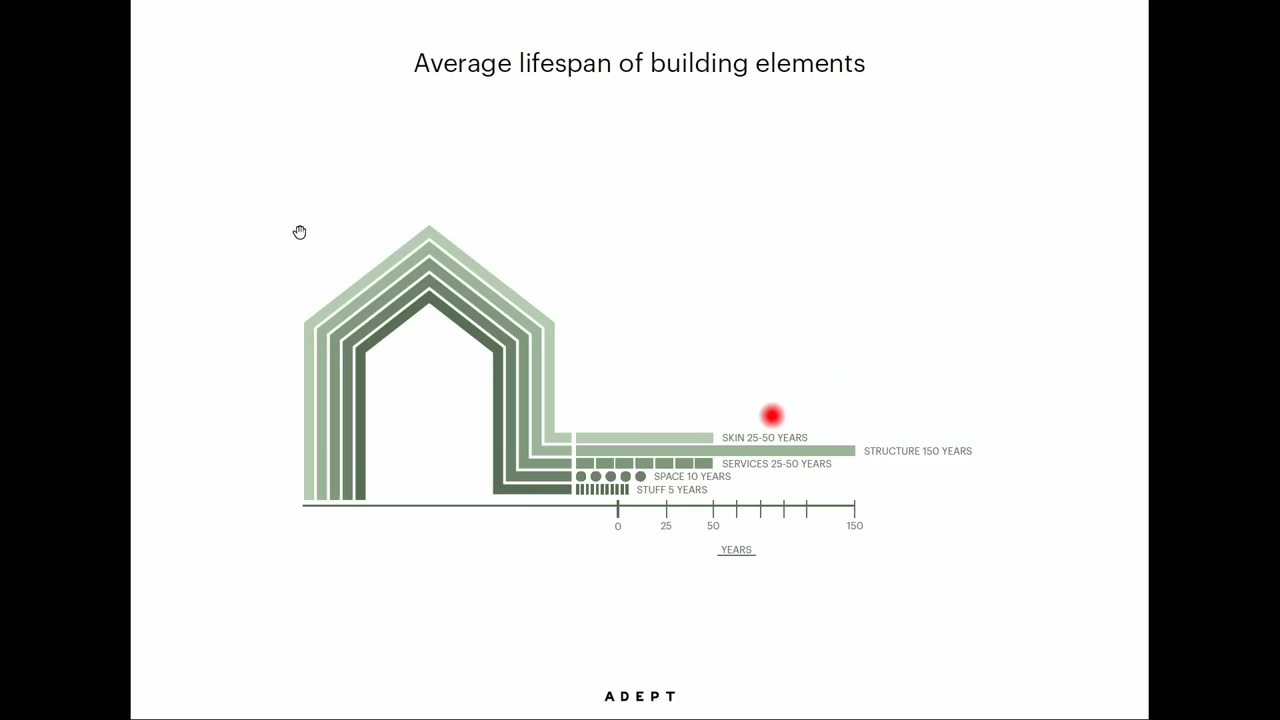 Average lifespan of building elements
SKIN 25-50 YEARS
STRUCTURE 150 YEARS
SERVICES 25-50 YEARS
SPACE 10 YEARS
STUFF 5 YEARS
0 25 50 150
YEARS
ADEPT